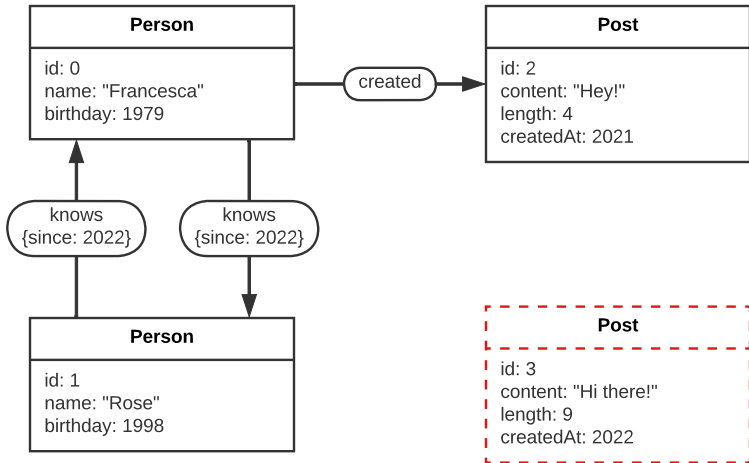 Person
id: 0
name: "Francesca"
birthday: 1979
created
Post
id: 2
content: "Hey!"
length: 4
createdAt: 2021
knows
{since: 2022}
knows
{since: 2022}
Person
id: 1
name: "Rose"
birthday: 1998
Post
id: 3
content: "Hi there!"
length: 9
createdAt: 2022